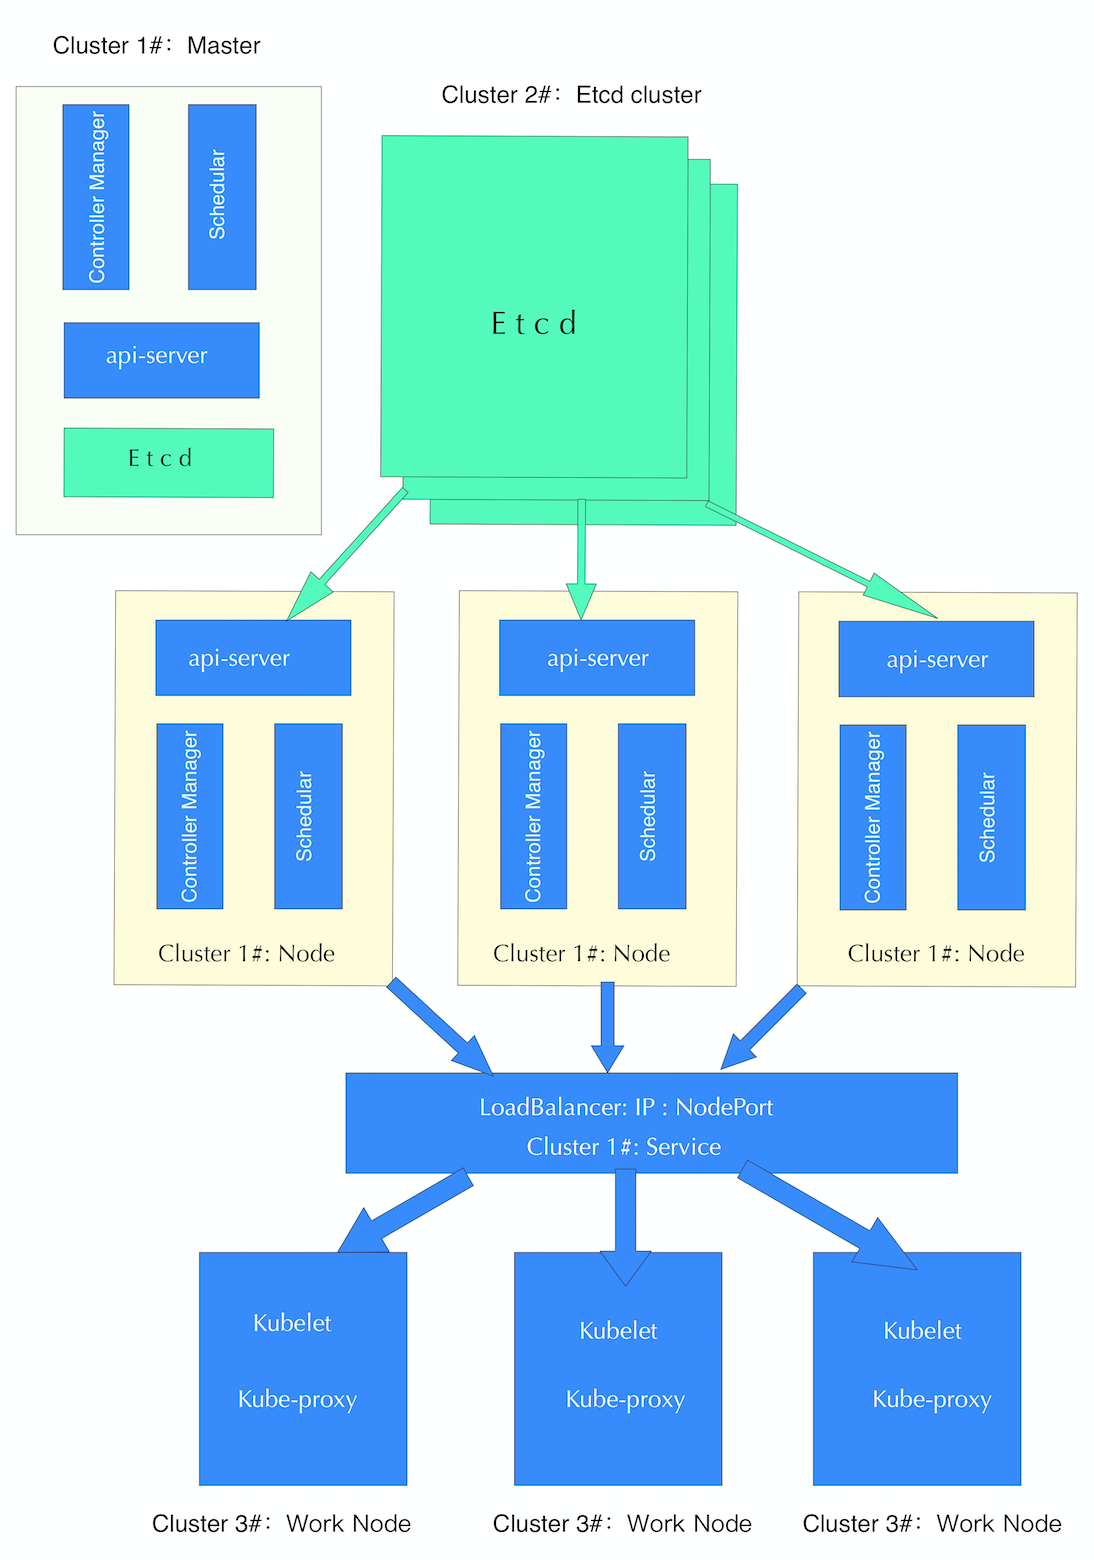 Cluster 1#：Master
Cluster 2#：Etcd cluster
Controller Manager
Schedular
api-server
Etcd
Etcd
api-server
Controller Manager
Schedular
Cluster 1#: Node
api-server
Controller Manager
Schedular
Cluster 1#: Node
api-server
Controller Manager
Schedular
Cluster 1#: Node
LoadBalancer: IP : NodePort
Cluster 1#: Service
Kubelet
Kube-proxy
Kubelet
Kube-proxy
Kubelet
Kube-proxy
Cluster 3#：Work Node
Cluster 3#：Work Node
Cluster 3#：Work Node